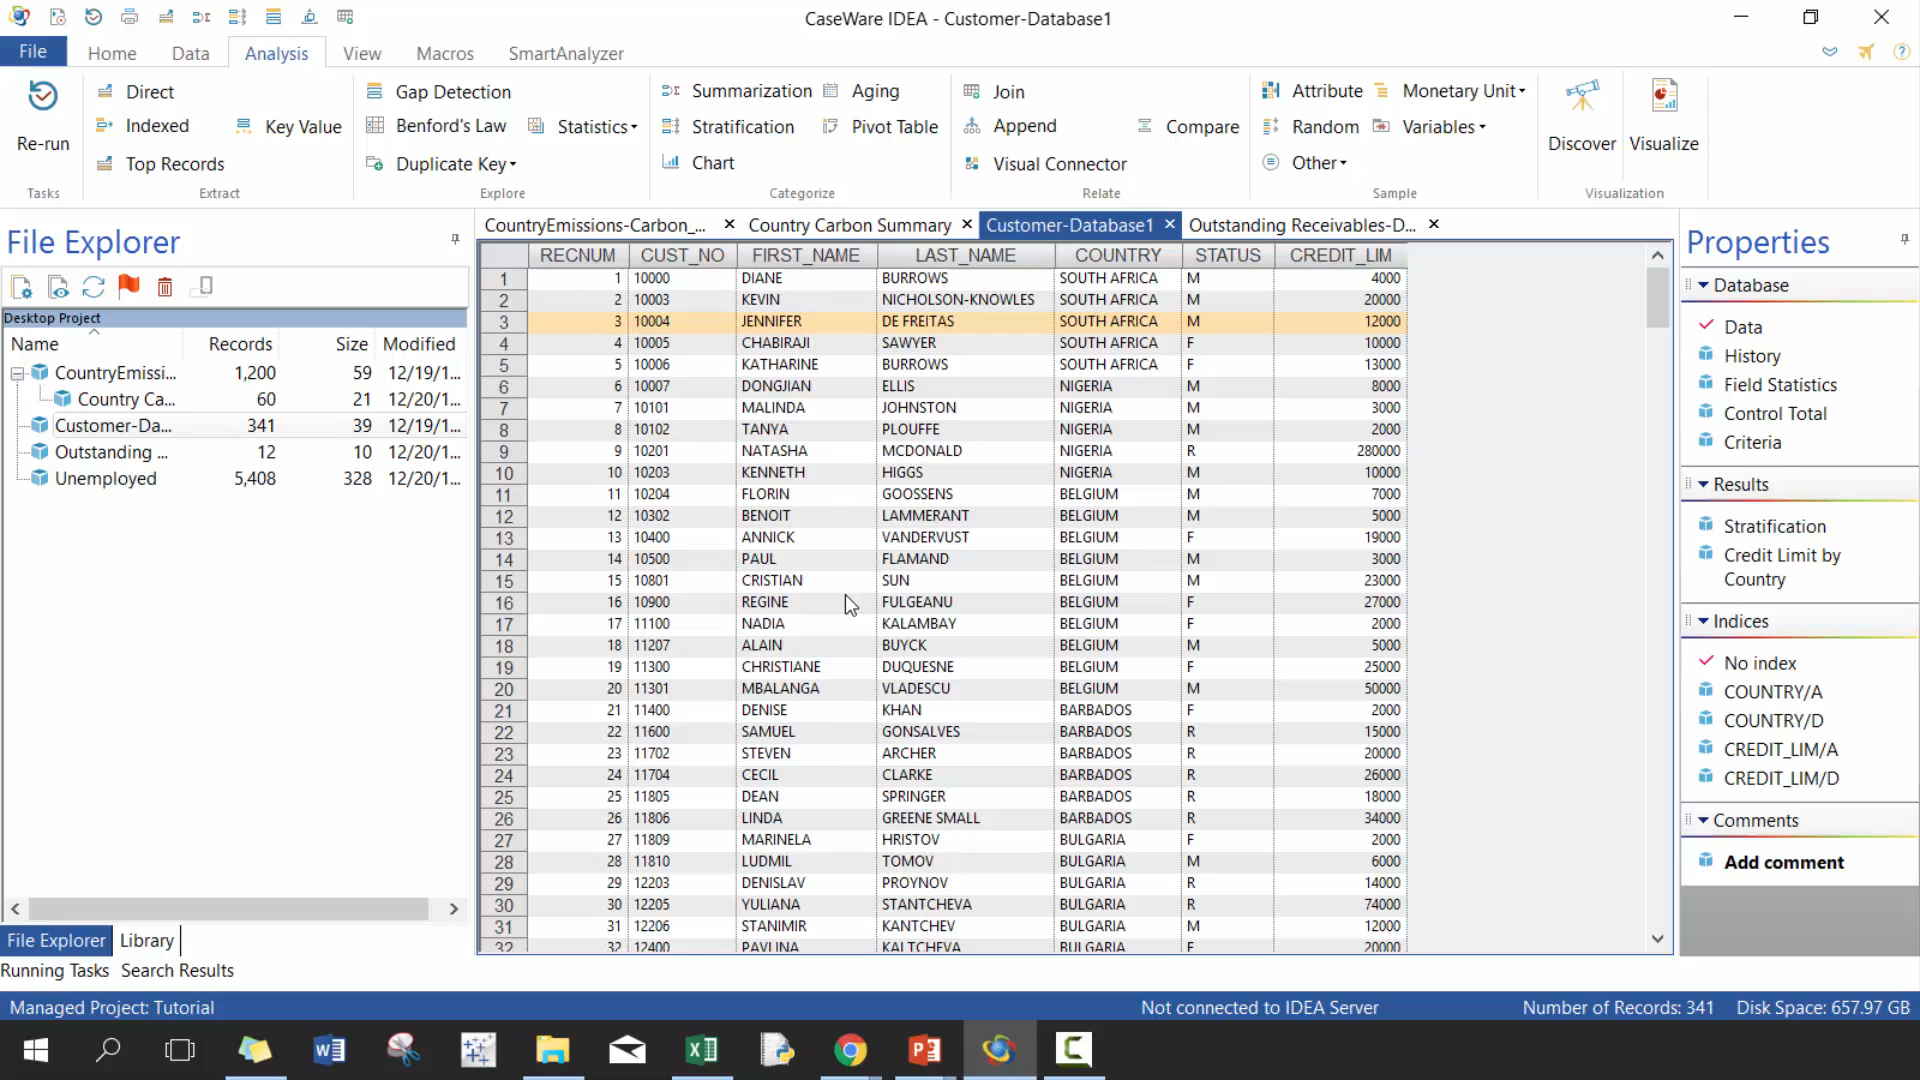 CaseWare IDEA - Customer-Database1
File Home Data Analysis View Macros SmartAnalyzer
Re-run
Tasks
Direct
Indexed
Key Value
Top Records
Extract
Gap Detection
Benford's Law
Statistics
Duplicate Key
Explore
Summarization
Aging
Stratification
Pivot Table
Chart
Categorize
Join
Append
Compare
Visual Connector
Relate
Attribute
Monetary Unit
Random
Variables
Other
Sample
Discover
Visualize
Visualization
File Explorer
Desktop Project
Name Records Size Modified
CountryEmissi... 1,200 59 12/19/1...
Country Ca... 60 21 12/20/1...
Customer-Da... 341 39 12/19/1...
Outstanding ... 12 10 12/20/1...
Unemployed 5,408 328 12/20/1...
File Explorer Library
Running Tasks Search Results
CountryEmissions-Carbon_... Country Carbon Summary Customer-Database1 Outstanding Receivables-D...
RECNUM CUST_NO FIRST_NAME LAST_NAME COUNTRY STATUS CREDIT_LIM
1 1 10000 DIANE BURROWS SOUTH AFRICA M 4000
2 2 10003 KEVIN NICHOLSON-KNOWLES SOUTH AFRICA M 20000
3 3 10004 JENNIFER DE FREITAS SOUTH AFRICA M 12000
4 4 10005 CHABIRAJI SAWYER SOUTH AFRICA F 10000
5 5 10006 KATHARINE BURROWS SOUTH AFRICA F 13000
6 6 10007 DONGJIAN ELLIS NIGERIA M 8000
7 7 10101 MALINDA JOHNSTON NIGERIA M 3000
8 8 10102 TANYA PLOUFFE NIGERIA M 2000
9 9 10201 NATASHA MCDONALD NIGERIA R 280000
10 10 10203 KENNETH HIGGS NIGERIA M 10000
11 11 10204 FLORIN GOOSSENS BELGIUM M 7000
12 12 10302 BENOIT LAMMERANT BELGIUM M 5000
13 13 10400 ANNICK VANDERVUST BELGIUM F 19000
14 14 10500 PAUL FLAMAND BELGIUM M 3000
15 15 10801 CRISTIAN SUN BELGIUM M 23000
16 16 10900 REGINE FULGEANU BELGIUM F 27000
17 17 11100 NADIA KALAMBAY BELGIUM F 2000
18 18 11207 ALAIN BUYCK BELGIUM M 5000
19 19 11300 CHRISTIANE DUQUESNE BELGIUM F 25000
20 20 11301 MBALANGA VLADESCU BELGIUM M 50000
21 21 11400 DENISE KHAN BARBADOS F 2000
22 22 11600 SAMUEL GONSALVES BARBADOS R 15000
23 23 11702 STEVEN ARCHER BARBADOS R 20000
24 24 11704 CECIL CLARKE BARBADOS R 26000
25 25 11805 DEAN SPRINGER BARBADOS R 18000
26 26 11806 LINDA GREENE SMALL BARBADOS R 34000
27 27 11809 MARINELA HRISTOV BULGARIA F 2000
28 28 11810 LUDMIL TOMOV BULGARIA M 6000
29 29 12203 DENISLAV PROYNOV BULGARIA R 14000
30 30 12205 YULIANA STANTCHEVA BULGARIA R 74000
31 31 12206 STANIMIR KANTCHEV BULGARIA M 12000
32 32 12400 PAVLINA KALTCHEVA BULGARIA F 20000
Properties
Database
Data
History
Field Statistics
Control Total
Criteria
Results
Stratification
Credit Limit by
Country
Indices
No index
COUNTRY/A
COUNTRY/D
CREDIT_LIM/A
CREDIT_LIM/D
Comments
Add comment
Managed Project: Tutorial Not connected to IDEA Server Number of Records: 341 Disk Space: 657.97 GB